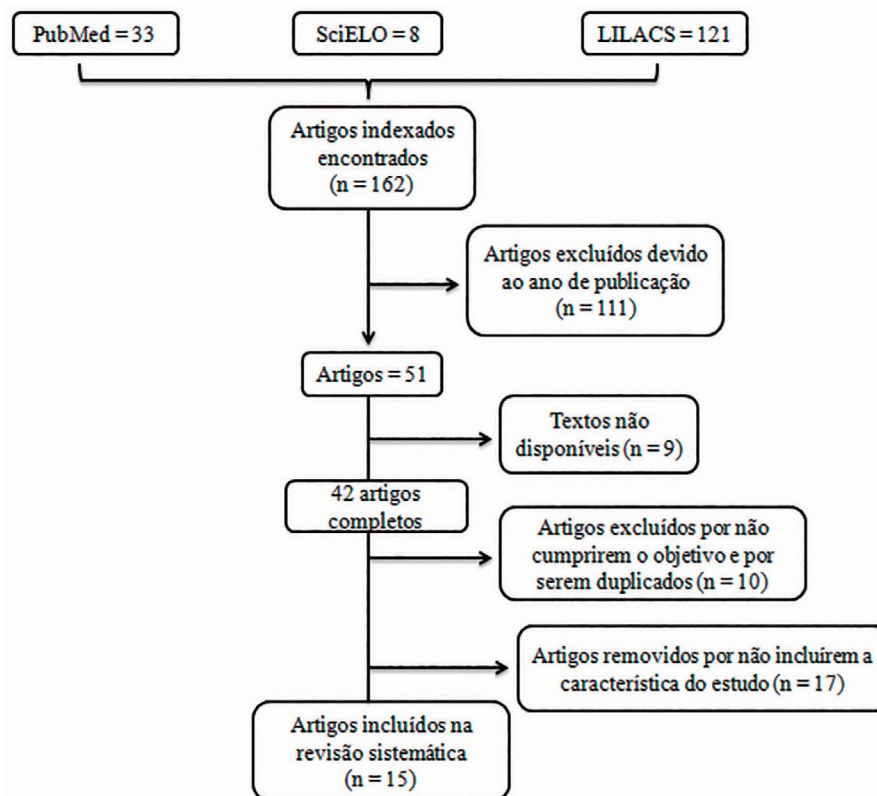 PubMed = 33
SciELO = 8
LILACS = 121
Artigos indexados
encontrados
(n = 162)
Artigos excluídos devido
ao ano de publicação
(n = 111)
Artigos = 51
Textos não
disponíveis (n = 9)
42 artigos
completos
Artigos excluídos por não
cumprirem o objetivo e por
serem duplicados (n = 10)
Artigos removidos por não incluírem a
característica do estudo (n = 17)
Artigos incluídos na
revisão sistemática
(n = 15)